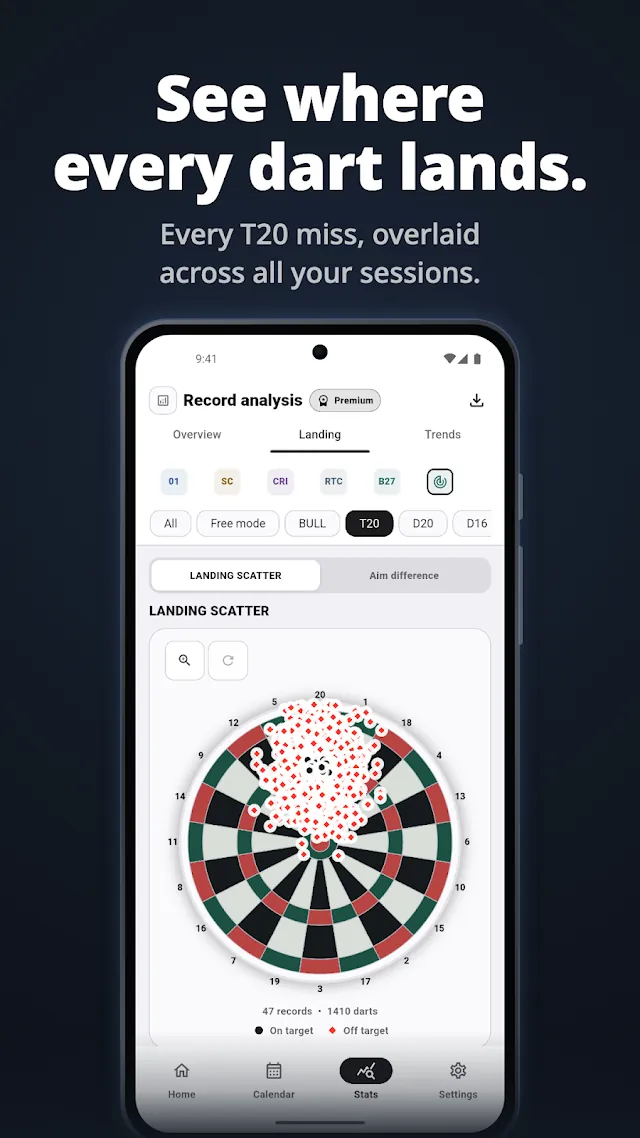 See where
every dart lands.
Every T20 miss, overlaid
across all your sessions.
9:41
Record analysis Premium
Overview Landing Trends
01 SC CRI RTC B27
All Free mode BULL T20 D20 D16
LANDING SCATTER Aim difference
LANDING SCATTER
20
5 1
12 18
9 4
14 13
11 6
8 10
16 15
7 2
19 17
3
47 records • 1410 darts
On target Off target
Home Calendar Stats Settings